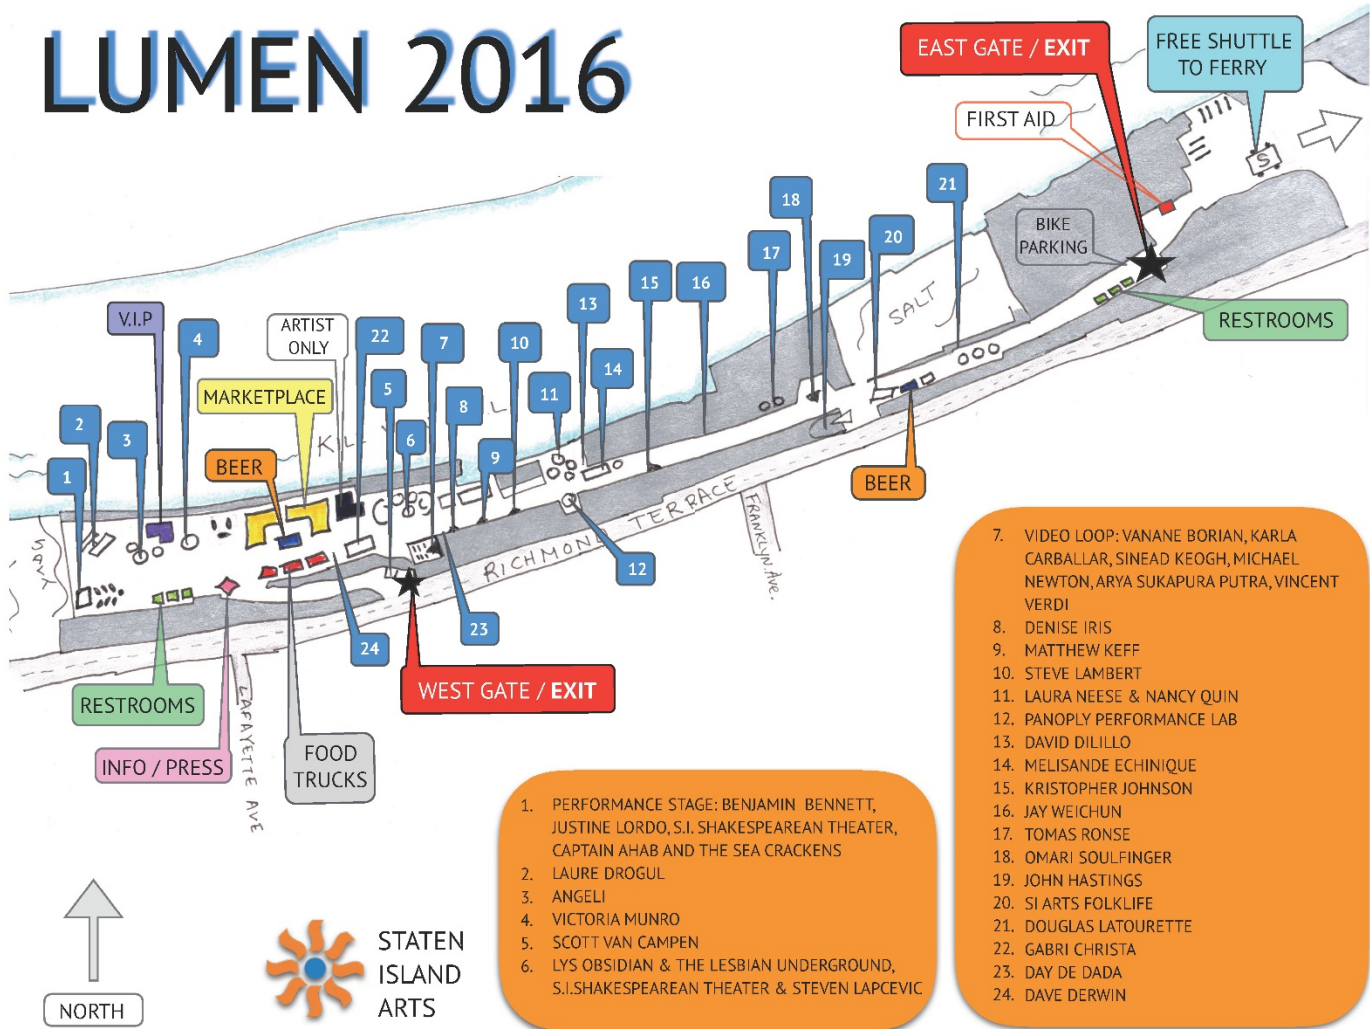 LUMEN 2016
EAST GATE / EXIT
FREE SHUTTLE
TO FERRY
FIRST AID
S
BIKE
PARKING
RESTROOMS
21
18
20
19
17
16
15
13
14
SALT
BEER
V.I.P
4
ARTIST
ONLY
22
7
10
MARKETPLACE
5
8
11
2
3
6
9
1
BEER
RICHMOND TERRACE
FRANKLYN AVE.
12
23
24
RESTROOMS
WEST GATE / EXIT
INFO / PRESS
LAFAYETTE AVE
FOOD
TRUCKS
1. PERFORMANCE STAGE: BENJAMIN BENNETT,
JUSTINE LORDO, S.I. SHAKESPEAREAN THEATER,
CAPTAIN AHAB AND THE SEA CRACKENS
2. LAURE DROGUL
3. ANGELI
4. VICTORIA MUNRO
5. SCOTT VAN CAMPEN
6. LYS OBSIDIAN & THE LESBIAN UNDERGROUND,
S.I.SHAKESPEAREAN THEATER & STEVEN LAPCEVIC
7. VIDEO LOOP: VANANE BORIAN, KARLA
CARBALLAR, SINEAD KEOGH, MICHAEL
NEWTON, ARYA SUKAPURA PUTRA, VINCENT
VERDI
8. DENISE IRIS
9. MATTHEW KEFF
10. STEVE LAMBERT
11. LAURA NEESE & NANCY QUIN
12. PANOPLY PERFORMANCE LAB
13. DAVID DILILLO
14. MELISANDE ECHINIQUE
15. KRISTOPHER JOHNSON
16. JAY WEICHUN
17. TOMAS RONSE
18. OMARI SOULFINGER
19. JOHN HASTINGS
20. SI ARTS FOLKLIFE
21. DOUGLAS LATOURETTE
22. GABRI CHRISTA
23. DAY DE DADA
24. DAVE DERWIN
STATEN
ISLAND
ARTS
NORTH